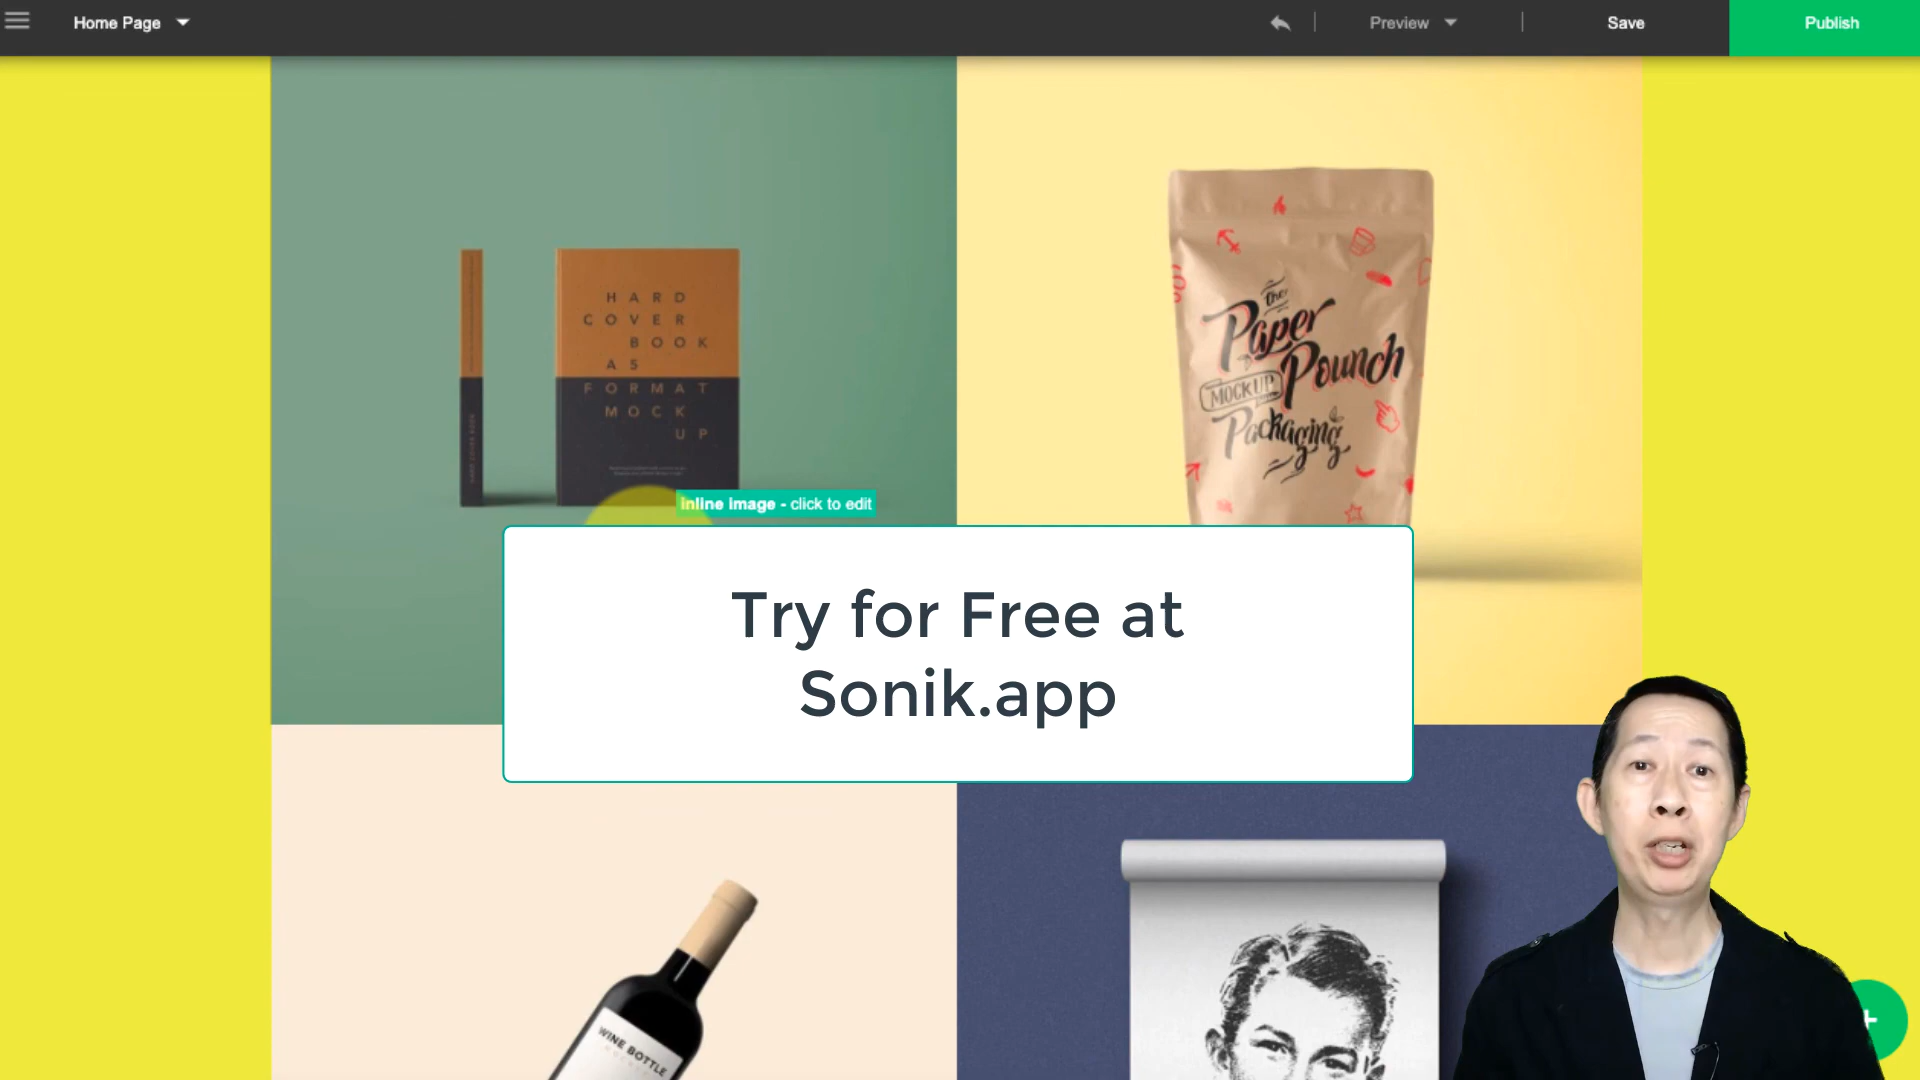 Home Page
Preview
Save
Publish
HARD
COVER
BOOK
AS
FORMAT
MOCK
UP
the
Paper
Pounch
MOCKUP
Packaging
inline image - click to edit
Try for Free at
Sonik.app
WINE BOTTLE